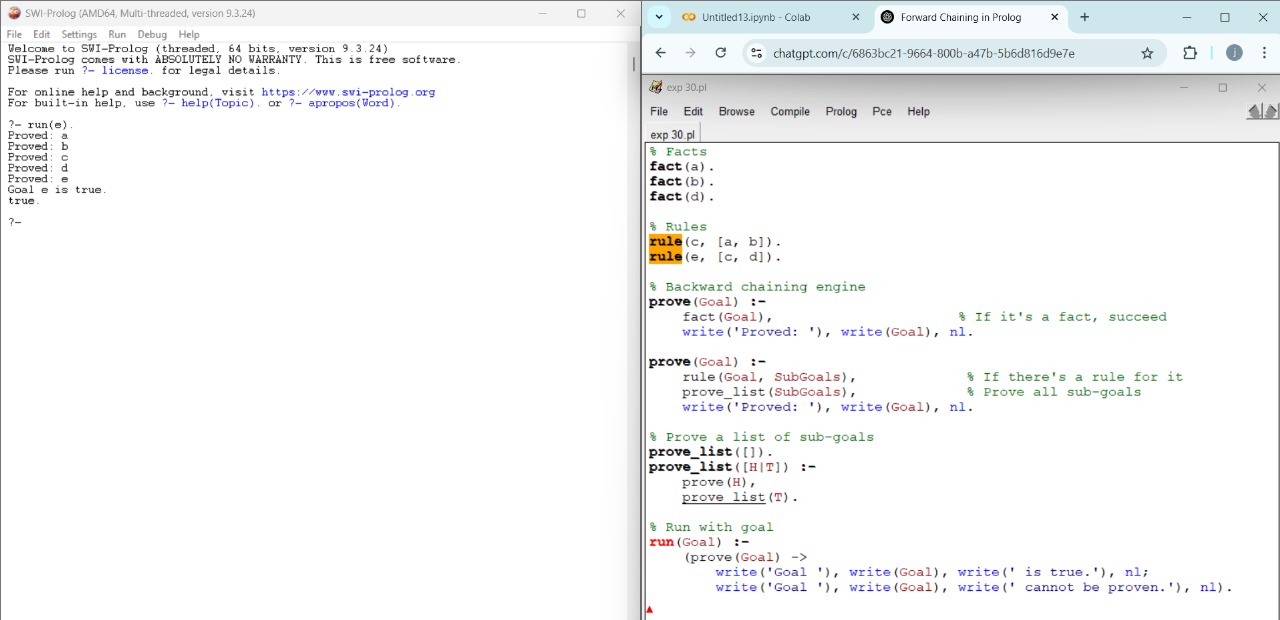 SWI-Prolog (AMD64, Multi-threaded, version 9.3.24)
File Edit Settings Run Debug Help
Welcome to SWI-Prolog (threaded, 64 bits, version 9.3.24)
SWI-Prolog comes with ABSOLUTELY NO WARRANTY. This is free software.
Please run ?- license. for legal details.
For online help and background, visit https://www.swi-prolog.org
For built-in help, use ?- help(Topic). or ?- apropos(Word).
?- run(e).
Proved: a
Proved: b
Proved: c
Proved: d
Proved: e
Goal e is true.
true.
?-
Untitled13.ipynb - Colab
Forward Chaining in Prolog
chatgpt.com/c/6863bc21-9664-800b-a47b-5b6d816d9e7e
j
exp 30.pl
File Edit Browse Compile Prolog Pce Help
exp 30.pl
% Facts
fact(a).
fact(b).
fact(d).
% Rules
rule(c, [a, b]).
rule(e, [c, d]).
% Backward chaining engine
prove(Goal) :-
fact(Goal), % If it's a fact, succeed
write('Proved: '), write(Goal), nl.
prove(Goal) :-
rule(Goal, SubGoals), % If there's a rule for it
prove_list(SubGoals), % Prove all sub-goals
write('Proved: '), write(Goal), nl.
% Prove a list of sub-goals
prove_list([]).
prove_list([H|T]) :-
prove(H),
prove_list(T).
% Run with goal
run(Goal) :-
(prove(Goal) ->
write('Goal '), write(Goal), write(' is true.'), nl;
write('Goal '), write(Goal), write(' cannot be proven.'), nl).